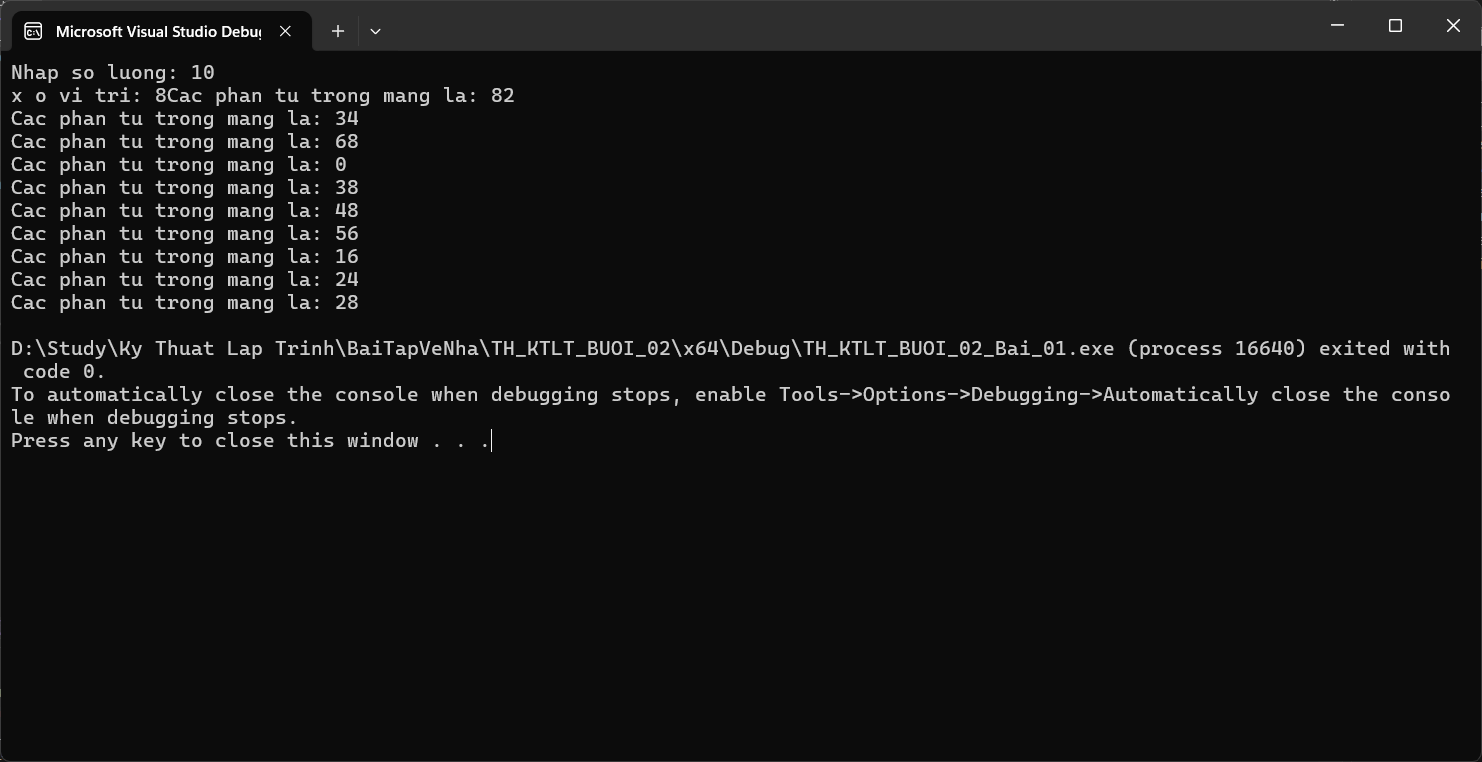 Microsoft Visual Studio Debug
Nhap so luong: 10
x o vi tri: 8Cac phan tu trong mang la: 82
Cac phan tu trong mang la: 34
Cac phan tu trong mang la: 68
Cac phan tu trong mang la: 0
Cac phan tu trong mang la: 38
Cac phan tu trong mang la: 48
Cac phan tu trong mang la: 56
Cac phan tu trong mang la: 16
Cac phan tu trong mang la: 24
Cac phan tu trong mang la: 28
D:\Study\Ky Thuat Lap Trinh\BaiTapVeNha\TH_KTLT_BUOI_02\x64\Debug\TH_KTLT_BUOI_02_Bai_01.exe (process 16640) exited with
code 0.
To automatically close the console when debugging stops, enable Tools->Options->Debugging->Automatically close the conso
le when debugging stops.
Press any key to close this window . . .